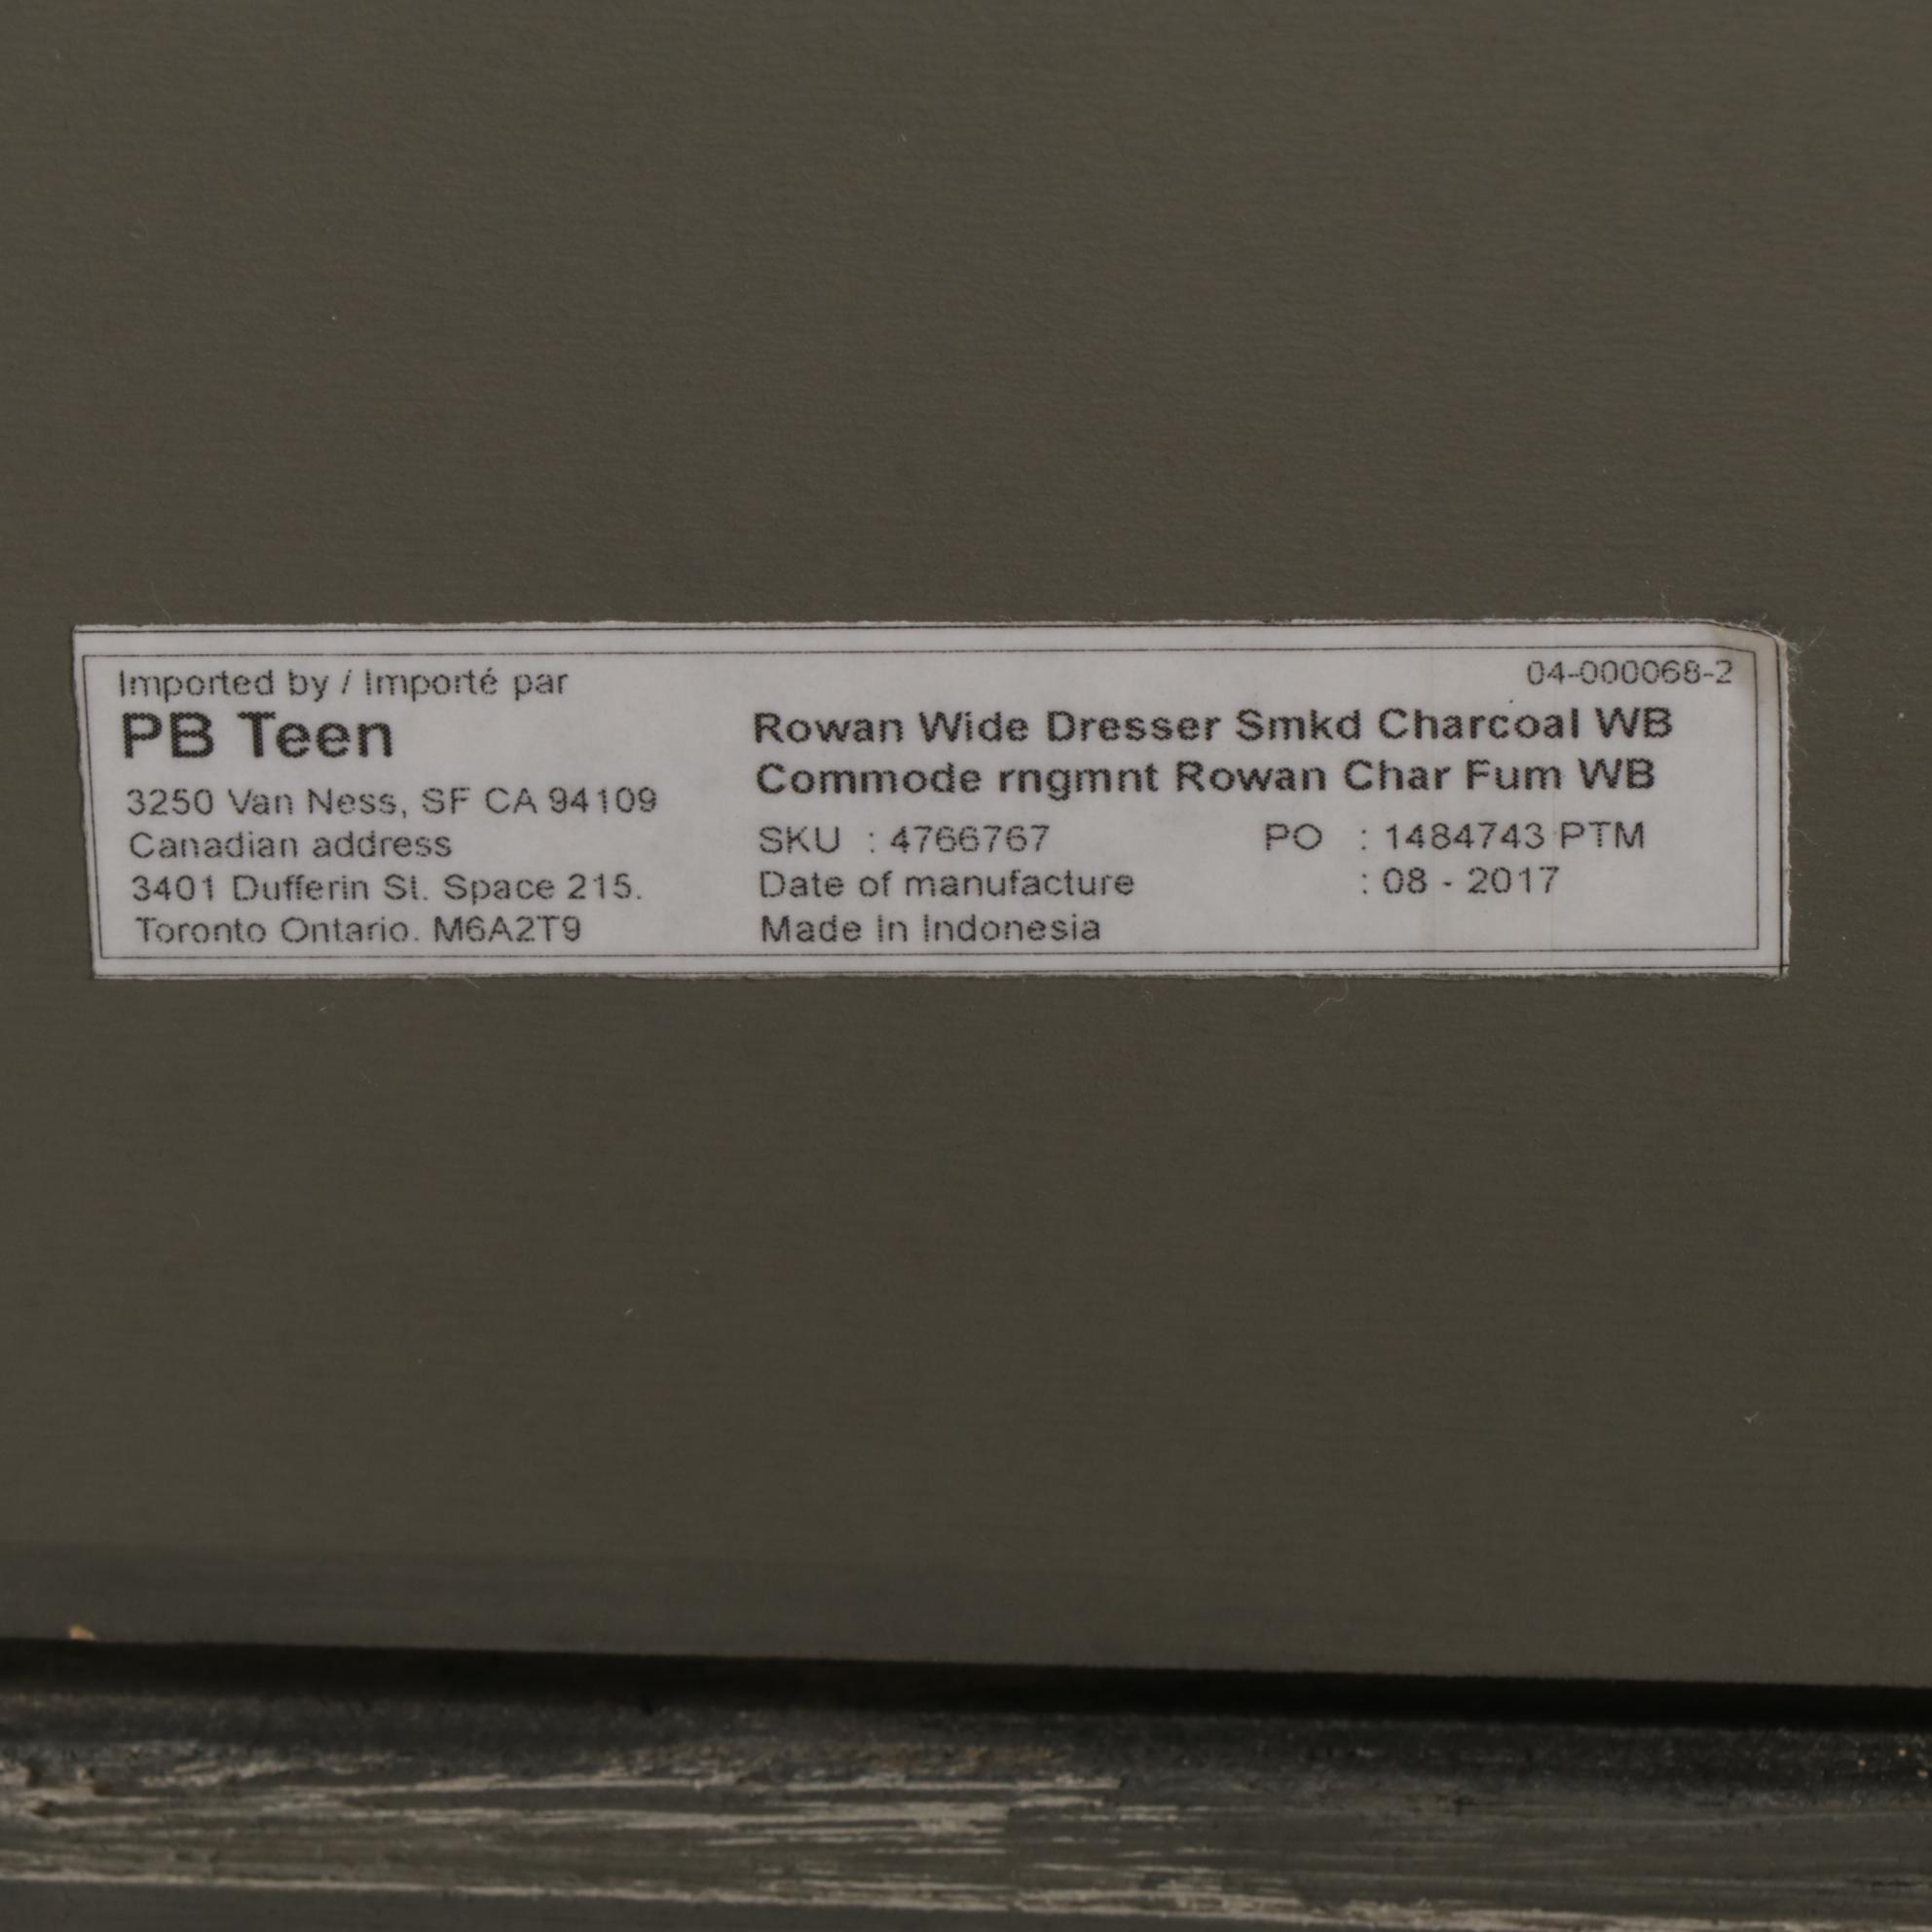 Imported by / Importé par
PB Teen
3250 Van Ness, SF CA 94109
Canadian address
3401 Dufferin St. Space 215.
Toronto Ontario. M6A2T9
04-000068-2
Rowan Wide Dresser Smkd Charcoal WB
Commode rngmnt Rowan Char Fum WB
SKU : 4766767 PO : 1484743 PTM
Date of manufacture : 08 - 2017
Made In Indonesia